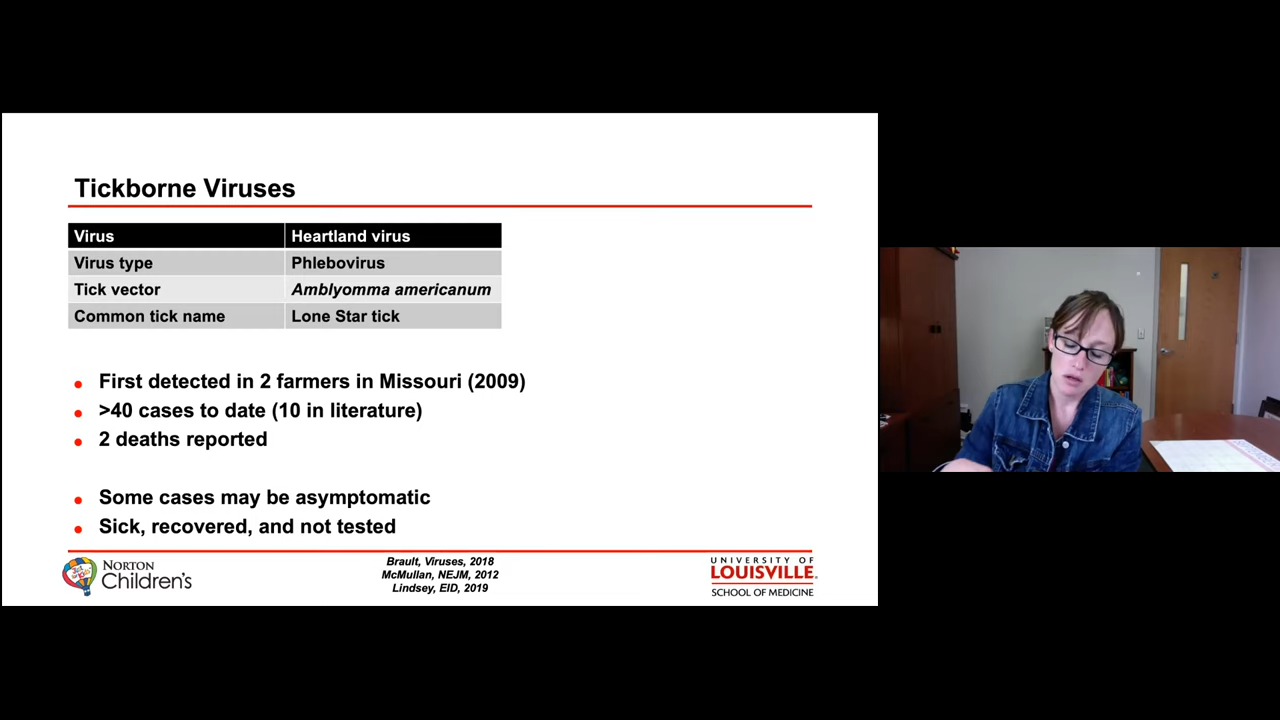 Tickborne Viruses
Virus Heartland virus
Virus type Phlebovirus
Tick vector Amblyomma americanum
Common tick name Lone Star tick
First detected in 2 farmers in Missouri (2009)
>40 cases to date (10 in literature)
2 deaths reported
Some cases may be asymptomatic
Sick, recovered, and not tested
Just for Kids
NORTON
Children's
Brault, Viruses, 2018
McMullan, NEJM, 2012
Lindsey, EID, 2019
UNIVERSITY OF
LOUISVILLE.
SCHOOL OF MEDICINE